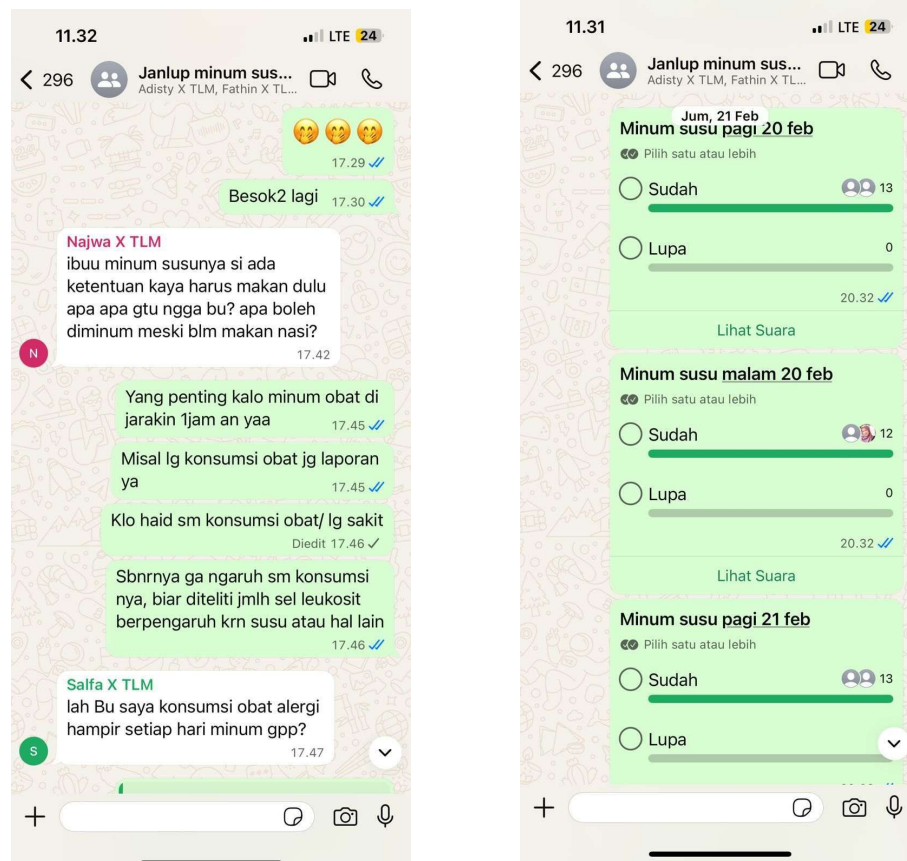 11.32
LTE 24
296
Janlup minum sus...
Adisty X TLM, Fathin X TL...
17.29
Besok2 lagi 17.30
Najwa X TLM
ibuu minum susunya si ada
ketentuan kaya harus makan dulu
apa apa gtu ngga bu? apa boleh
diminum meski blm makan nasi?
17.42
N
Yang penting kalo minum obat di
jarakin 1jam an yaa
17.45
Misal lg konsumsi obat jg laporan
ya
17.45
Klo haid sm konsumsi obat/ lg sakit
Diedit 17.46
Sbnrnya ga ngaruh sm konsumsi
nya, biar diteliti jmlh sel leukosit
berpengaruh krn susu atau hal lain
17.46
Salfa X TLM
lah Bu saya konsumsi obat alergi
hampir setiap hari minum gpp?
17.47
S
11.31
LTE 24
296
Janlup minum sus...
Adisty X TLM, Fathin X TL...
Jum, 21 Feb
Minum susu pagi 20 feb
Pilih satu atau lebih
Sudah 13
Lupa 0
20.32
Lihat Suara
Minum susu malam 20 feb
Pilih satu atau lebih
Sudah 12
Lupa 0
20.32
Lihat Suara
Minum susu pagi 21 feb
Pilih satu atau lebih
Sudah 13
Lupa